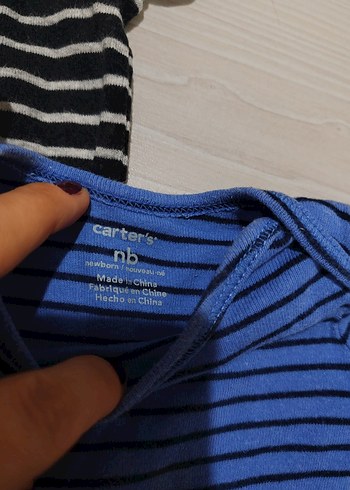 carter's®
nb
newborn / nouveau-né
Made in China
Fabriqué en Chine
Hecho en China